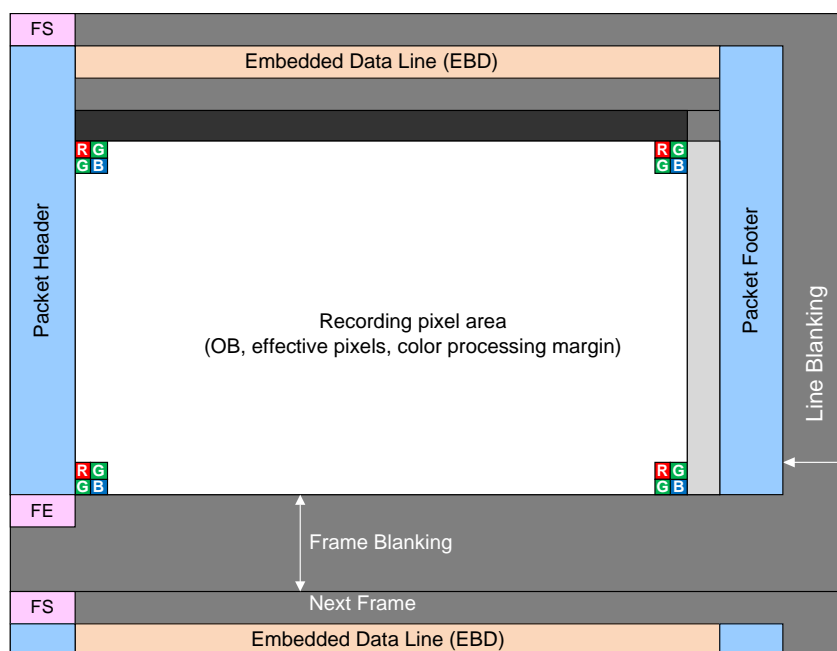 FS
Embedded Data Line (EBD)
R G
G B
R G
G B
Packet Header
Recording pixel area
(OB, effective pixels, color processing margin)
Packet Footer
Line Blanking
R G
G B
R G
G B
FE
Frame Blanking
Next Frame
FS
Embedded Data Line (EBD)